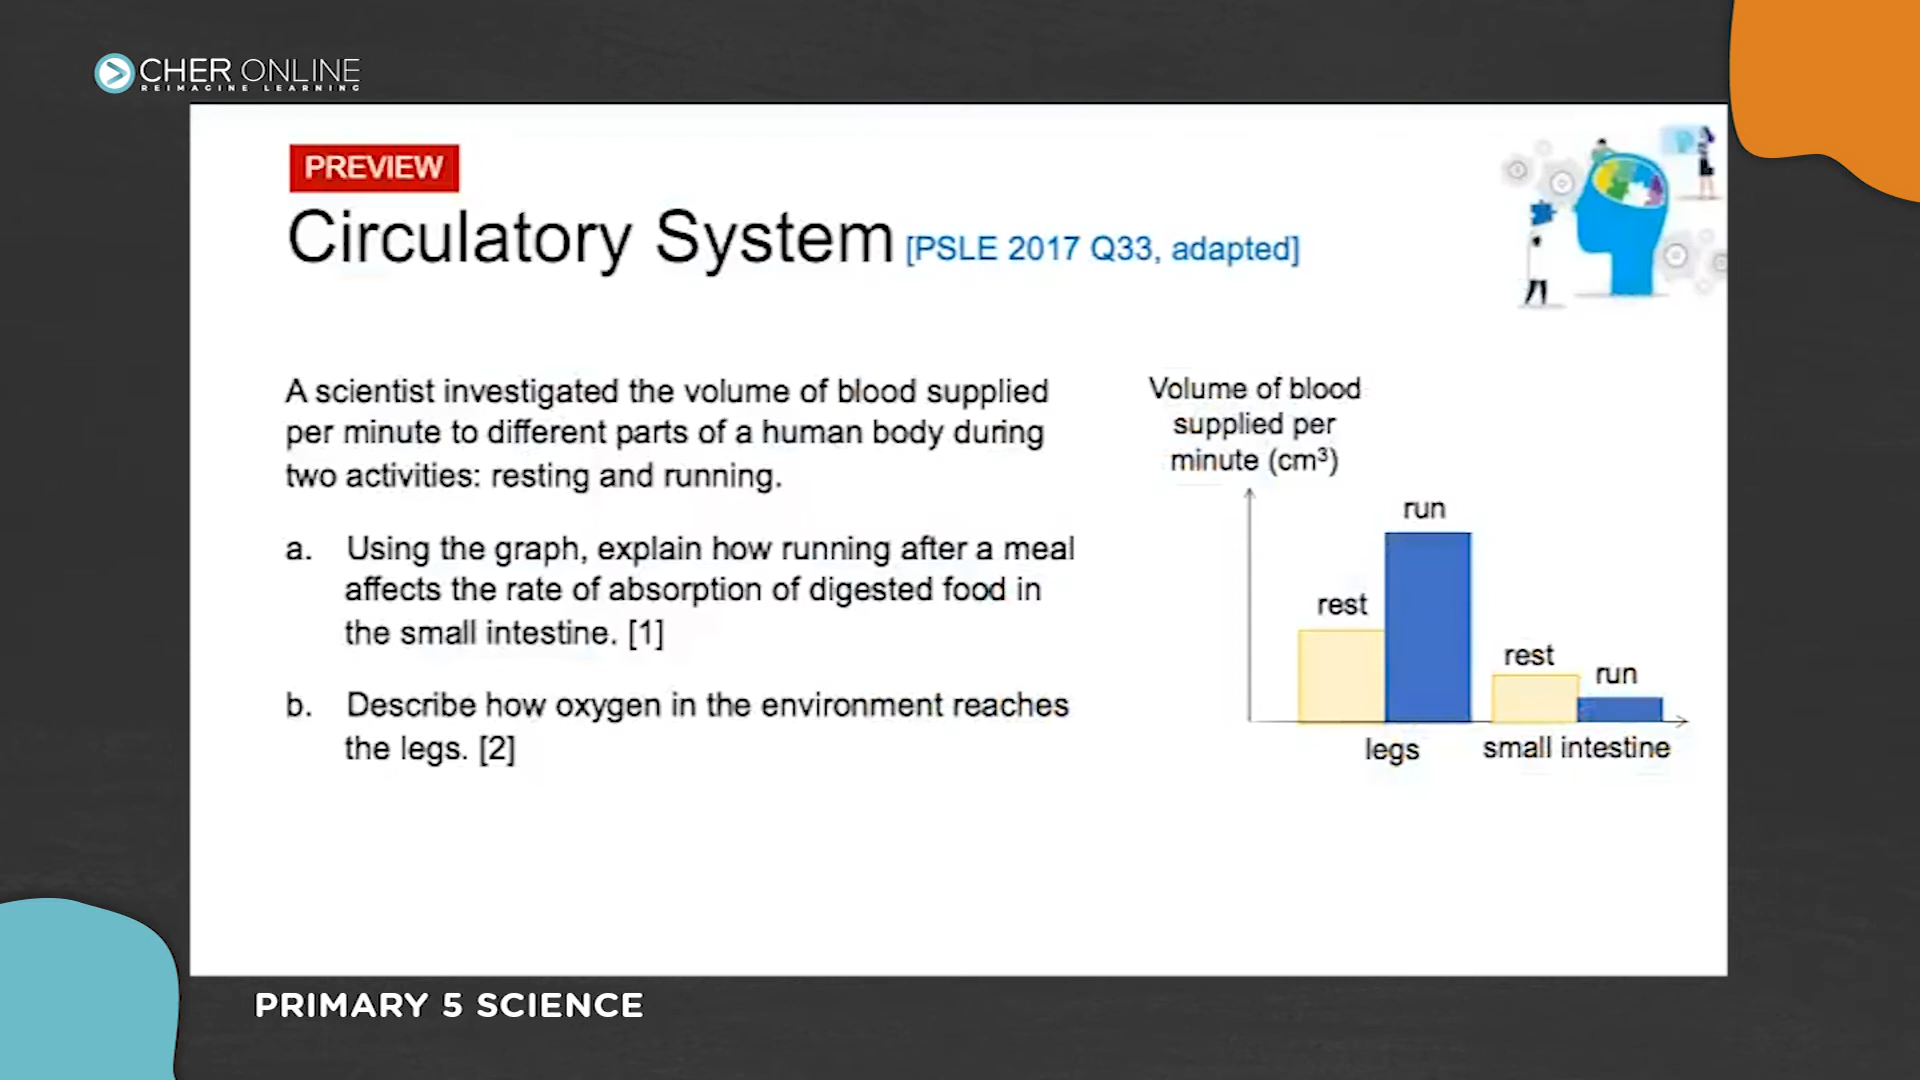 CHER ONLINE
REIMAGINE LEARNING
PREVIEW
Circulatory System [PSLE 2017 Q33, adapted]
A scientist investigated the volume of blood supplied
per minute to different parts of a human body during
two activities: resting and running.
a. Using the graph, explain how running after a meal
affects the rate of absorption of digested food in
the small intestine. [1]
b. Describe how oxygen in the environment reaches
the legs. [2]
Volume of blood
supplied per
minute (cm³)
run
rest
rest
run
legs
small intestine
PRIMARY 5 SCIENCE